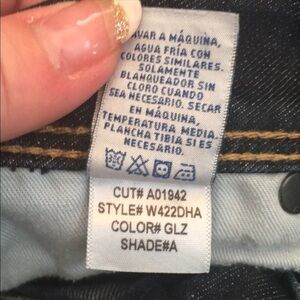 LAVAR A MÁQUINA,
AGUA FRÍA CON
COLORES SIMILARES.
SOLAMENTE
BLANQUEADOR SIN
CLORO CUANDO
SEA NECESARIO. SECAR
EN MÁQUINA,
TEMPERATURA MEDIA.
PLANCHA TIBIA SI ES
NECESARIO.
CUT# A01942
STYLE# W422DHA
COLOR# GLZ
SHADE#A